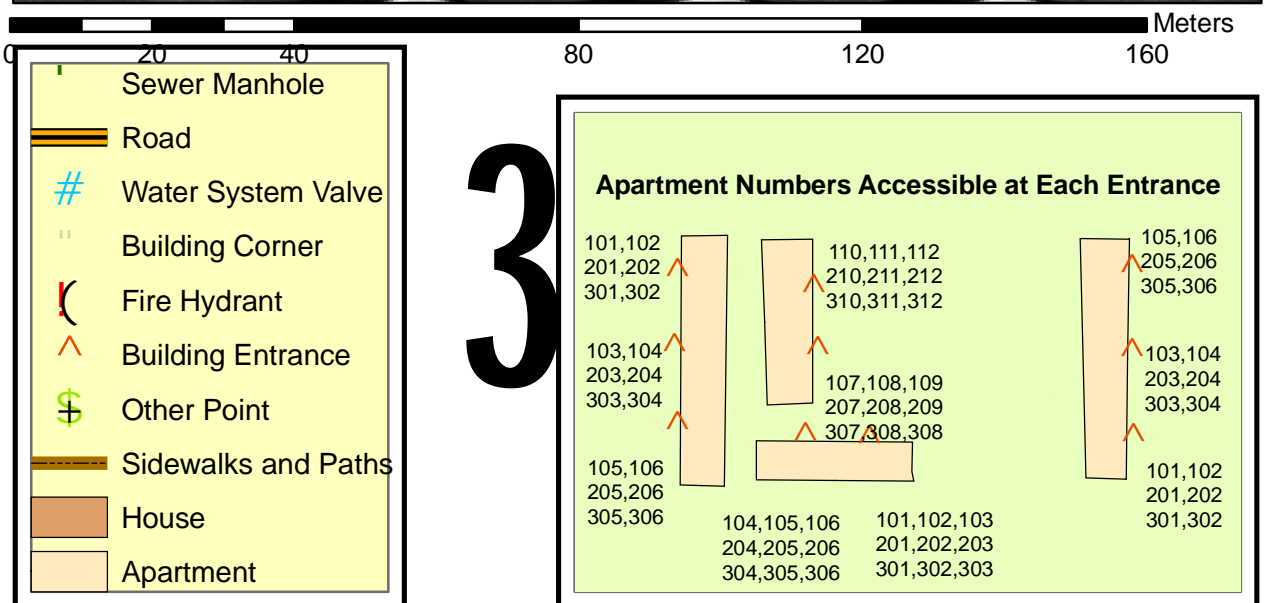 Meters
0 20 40 80 120 160
Sewer Manhole
Road
# Water System Valve
" Building Corner
!( Fire Hydrant
^ Building Entrance
$+ Other Point
Sidewalks and Paths
House
Apartment
3
Apartment Numbers Accessible at Each Entrance
101,102
201,202
301,302
103,104
203,204
303,304
105,106
205,206
305,306
110,111,112
210,211,212
310,311,312
107,108,109
207,208,209
307,308,308
104,105,106
204,205,206
304,305,306
101,102,103
201,202,203
301,302,303
105,106
205,206
305,306
103,104
203,204
303,304
101,102
201,202
301,302